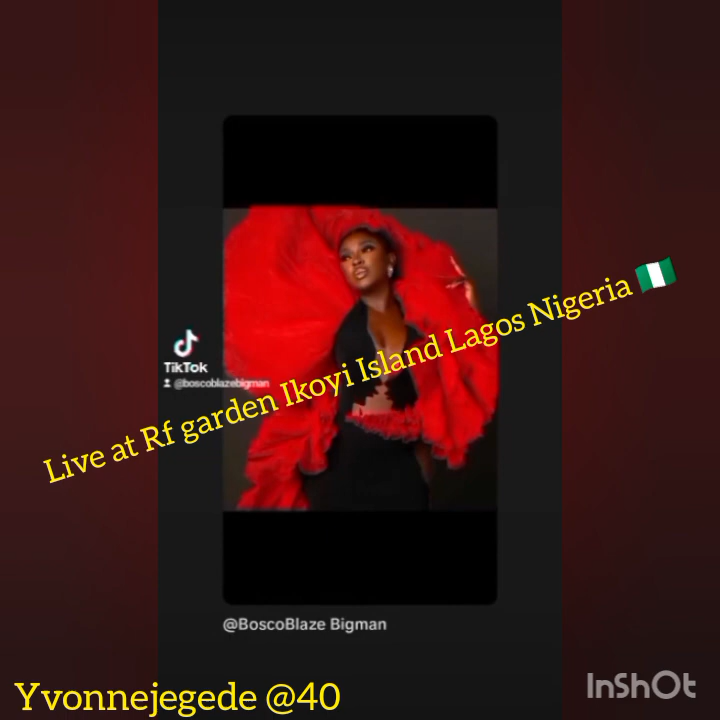 Live at Rf garden Ikoyi Island Lagos Nigeria 🇳🇬
TikTok
@boscoblazebigman
@BoscoBlaze Bigman
Yvonnejegede @40
InShOt